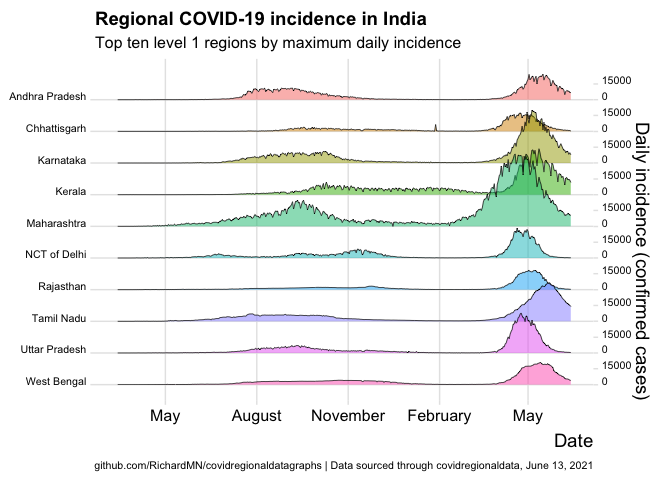 Regional COVID-19 incidence in India
Top ten level 1 regions by maximum daily incidence
Andhra Pradesh
15000
0
Chhattisgarh
15000
0
Karnataka
15000
0
Kerala
15000
0
Maharashtra
15000
0
NCT of Delhi
15000
0
Rajasthan
15000
0
Tamil Nadu
15000
0
Uttar Pradesh
15000
0
West Bengal
15000
0
Daily incidence (confirmed cases)
May August November February May
Date
github.com/RichardMN/covidregionaldatagraphs | Data sourced through covidregionaldata, June 13, 2021